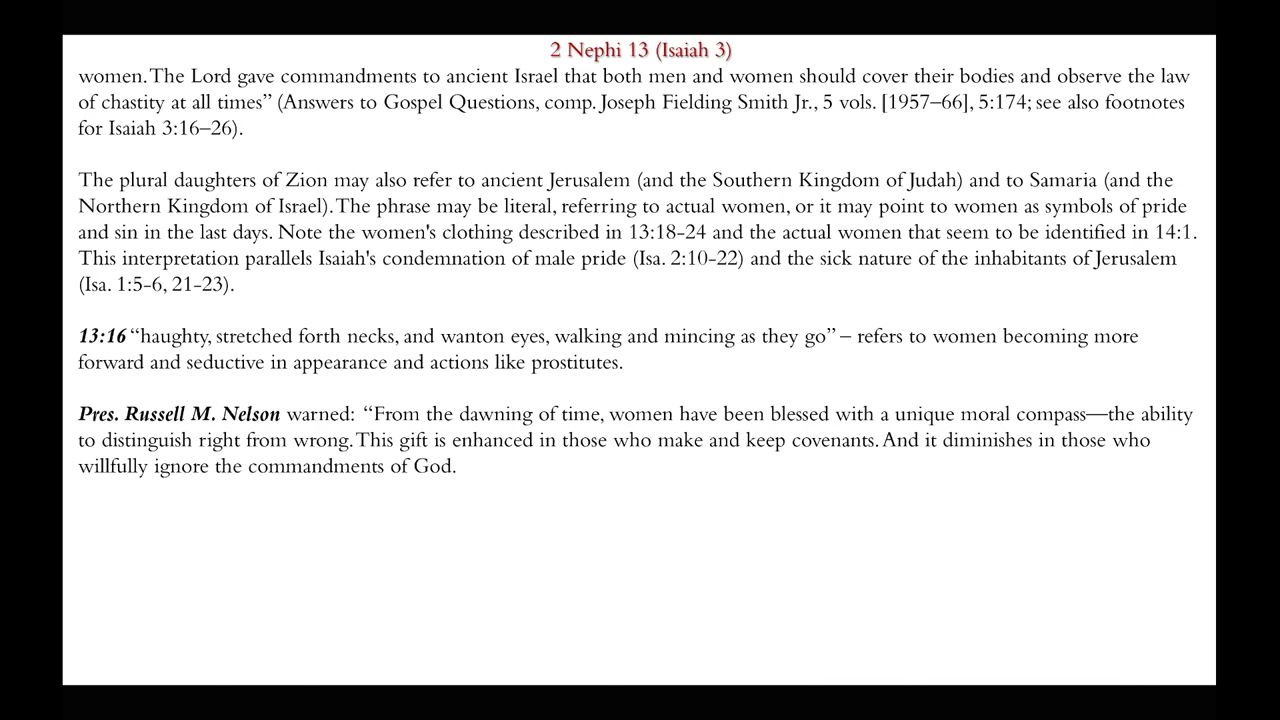 2 Nephi 13 (Isaiah 3)
women. The Lord gave commandments to ancient Israel that both men and women should cover their bodies and observe the law
of chastity at all times” (Answers to Gospel Questions, comp. Joseph Fielding Smith Jr., 5 vols. [1957–66], 5:174; see also footnotes
for Isaiah 3:16–26).
The plural daughters of Zion may also refer to ancient Jerusalem (and the Southern Kingdom of Judah) and to Samaria (and the
Northern Kingdom of Israel). The phrase may be literal, referring to actual women, or it may point to women as symbols of pride
and sin in the last days. Note the women's clothing described in 13:18-24 and the actual women that seem to be identified in 14:1.
This interpretation parallels Isaiah's condemnation of male pride (Isa. 2:10-22) and the sick nature of the inhabitants of Jerusalem
(Isa. 1:5-6, 21-23).
13:16 “haughty, stretched forth necks, and wanton eyes, walking and mincing as they go” – refers to women becoming more
forward and seductive in appearance and actions like prostitutes.
Pres. Russell M. Nelson warned: “From the dawning of time, women have been blessed with a unique moral compass—the ability
to distinguish right from wrong. This gift is enhanced in those who make and keep covenants. And it diminishes in those who
willfully ignore the commandments of God.